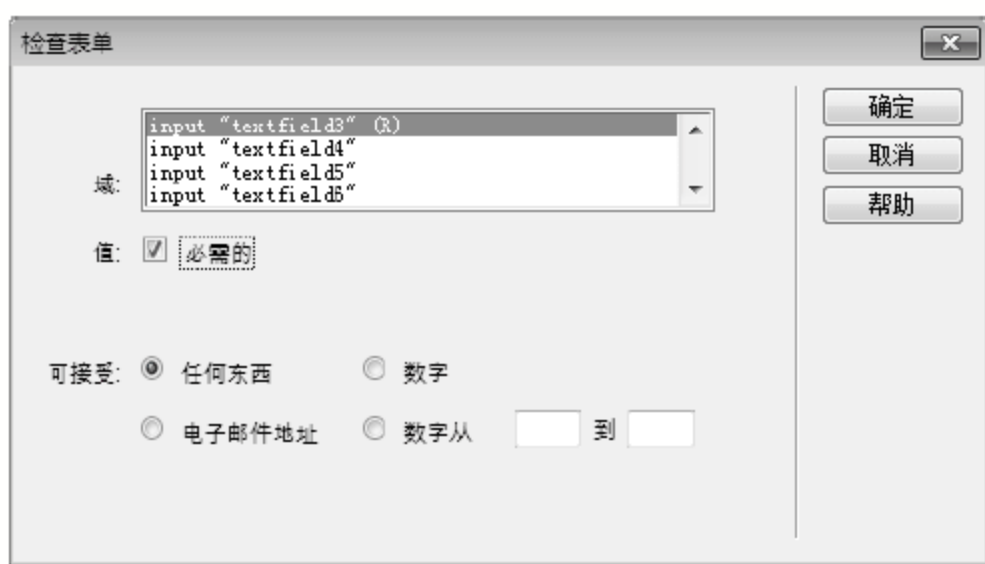 检查表单
input "textfield3" (R)
input "textfield4"
input "textfield5"
input "textfield6"
域:
值: 必需的
可接受: 任何东西 数字
电子邮件地址 数字从 到
确定
取消
帮助